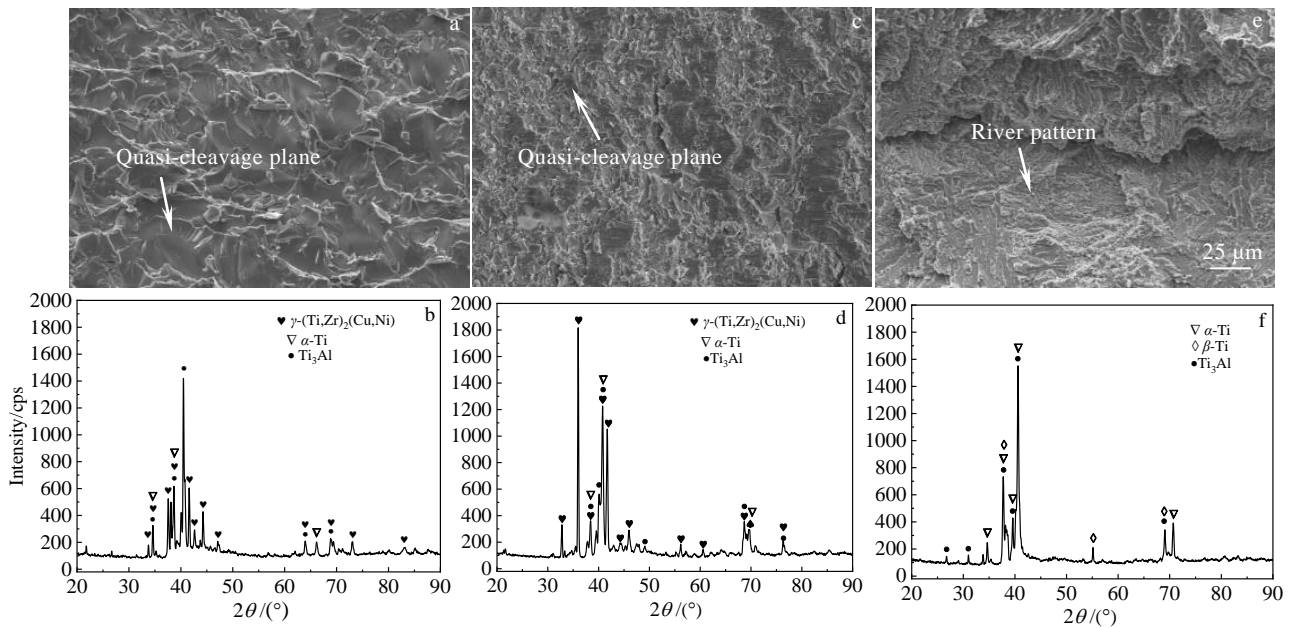 a
Quasi-cleavage plane
c
Quasi-cleavage plane
e
River pattern
25 μm
b
♥ γ-(Ti,Zr)₂(Cu,Ni)
▽ α-Ti
● Ti₃Al
2000
1800
1600
1400
1200
1000
800
600
400
200
0
Intensity/cps
20 30 40 50 60 70 80 90
2θ/(°)
d
♥ γ-(Ti,Zr)₂(Cu,Ni)
▽ α-Ti
● Ti₃Al
2000
1800
1600
1400
1200
1000
800
600
400
200
0
20 30 40 50 60 70 80 90
2θ/(°)
f
▽ α-Ti
◊ β-Ti
● Ti₃Al
2000
1800
1600
1400
1200
1000
800
600
400
200
0
20 30 40 50 60 70 80 90
2θ/(°)